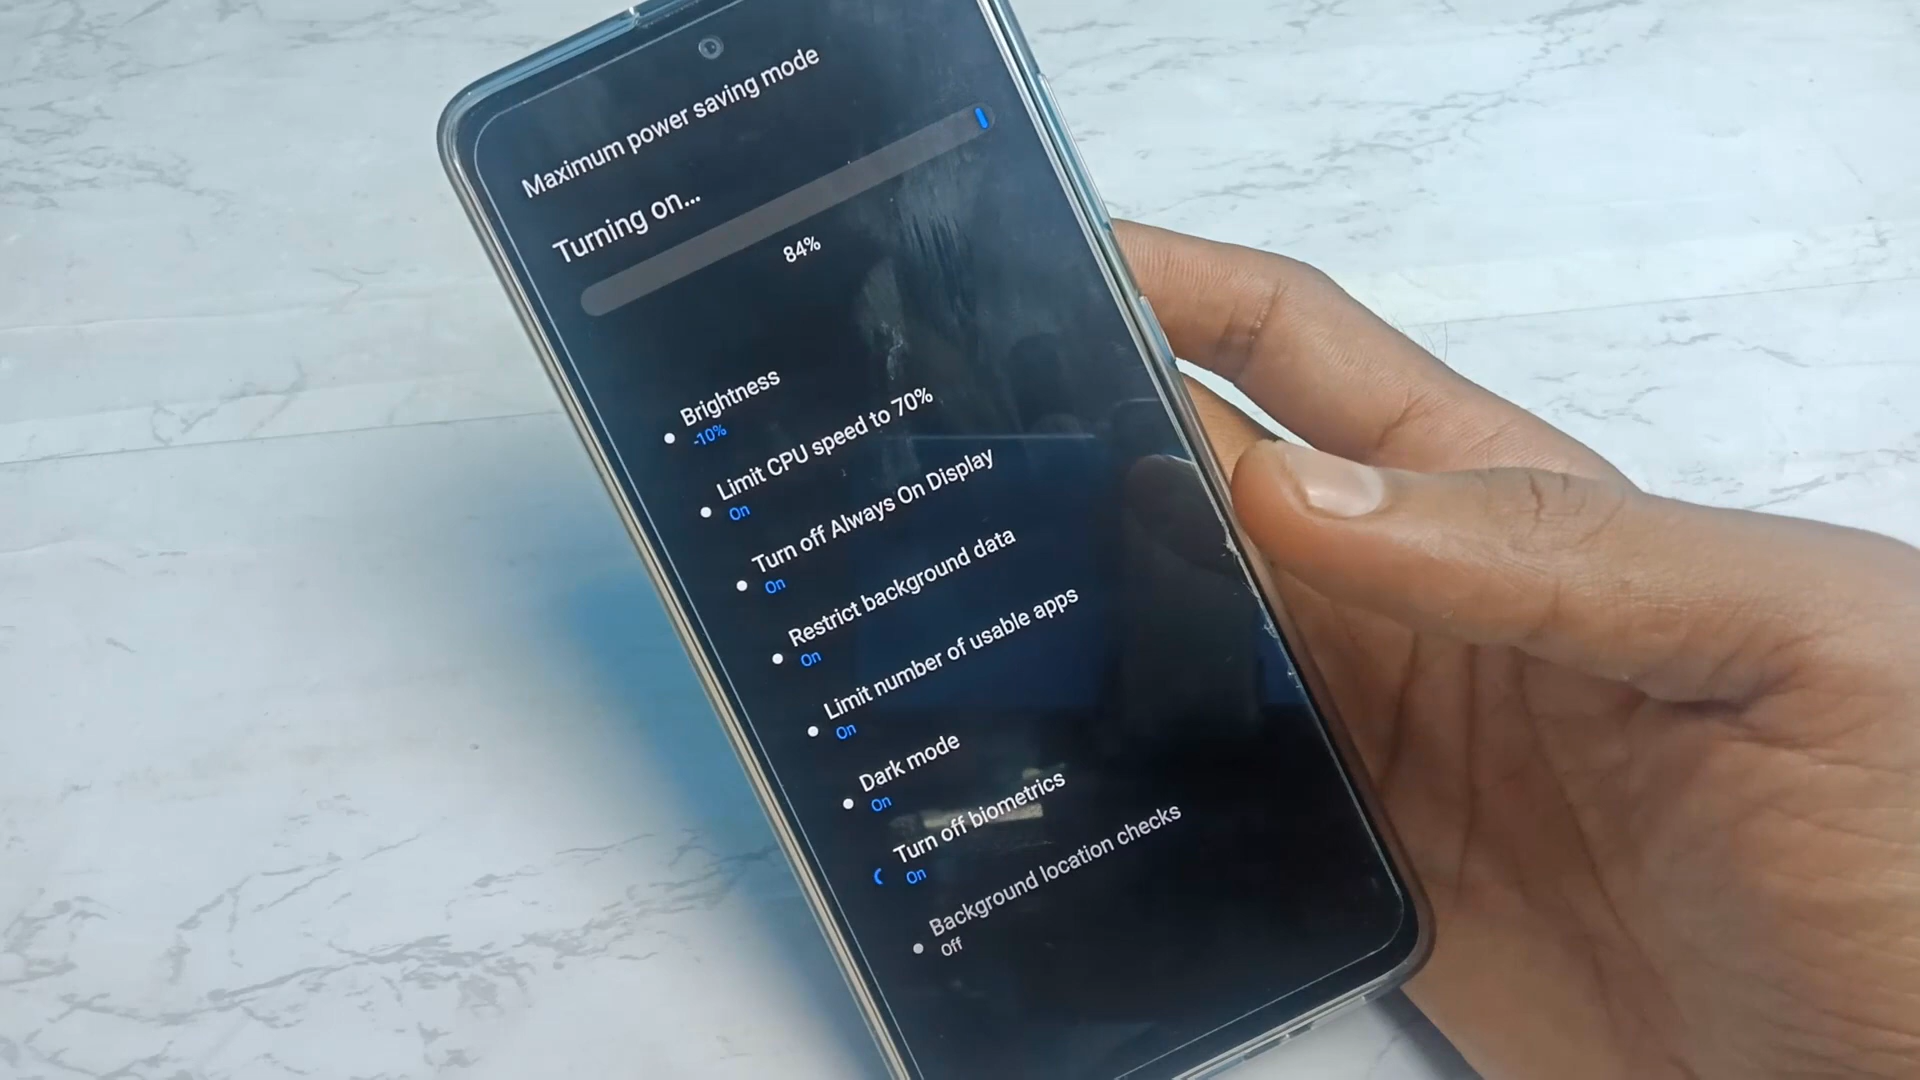 Maximum power saving mode
Turning on...
84%
Brightness
-10%
Limit CPU speed to 70%
On
Turn off Always On Display
On
Restrict background data
On
Limit number of usable apps
On
Dark mode
On
Turn off biometrics
On
Background location checks
Off